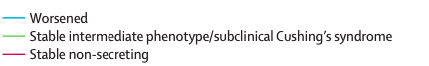 Worsened
Stable intermediate phenotype/subclinical Cushing’s syndrome
Stable non-secreting